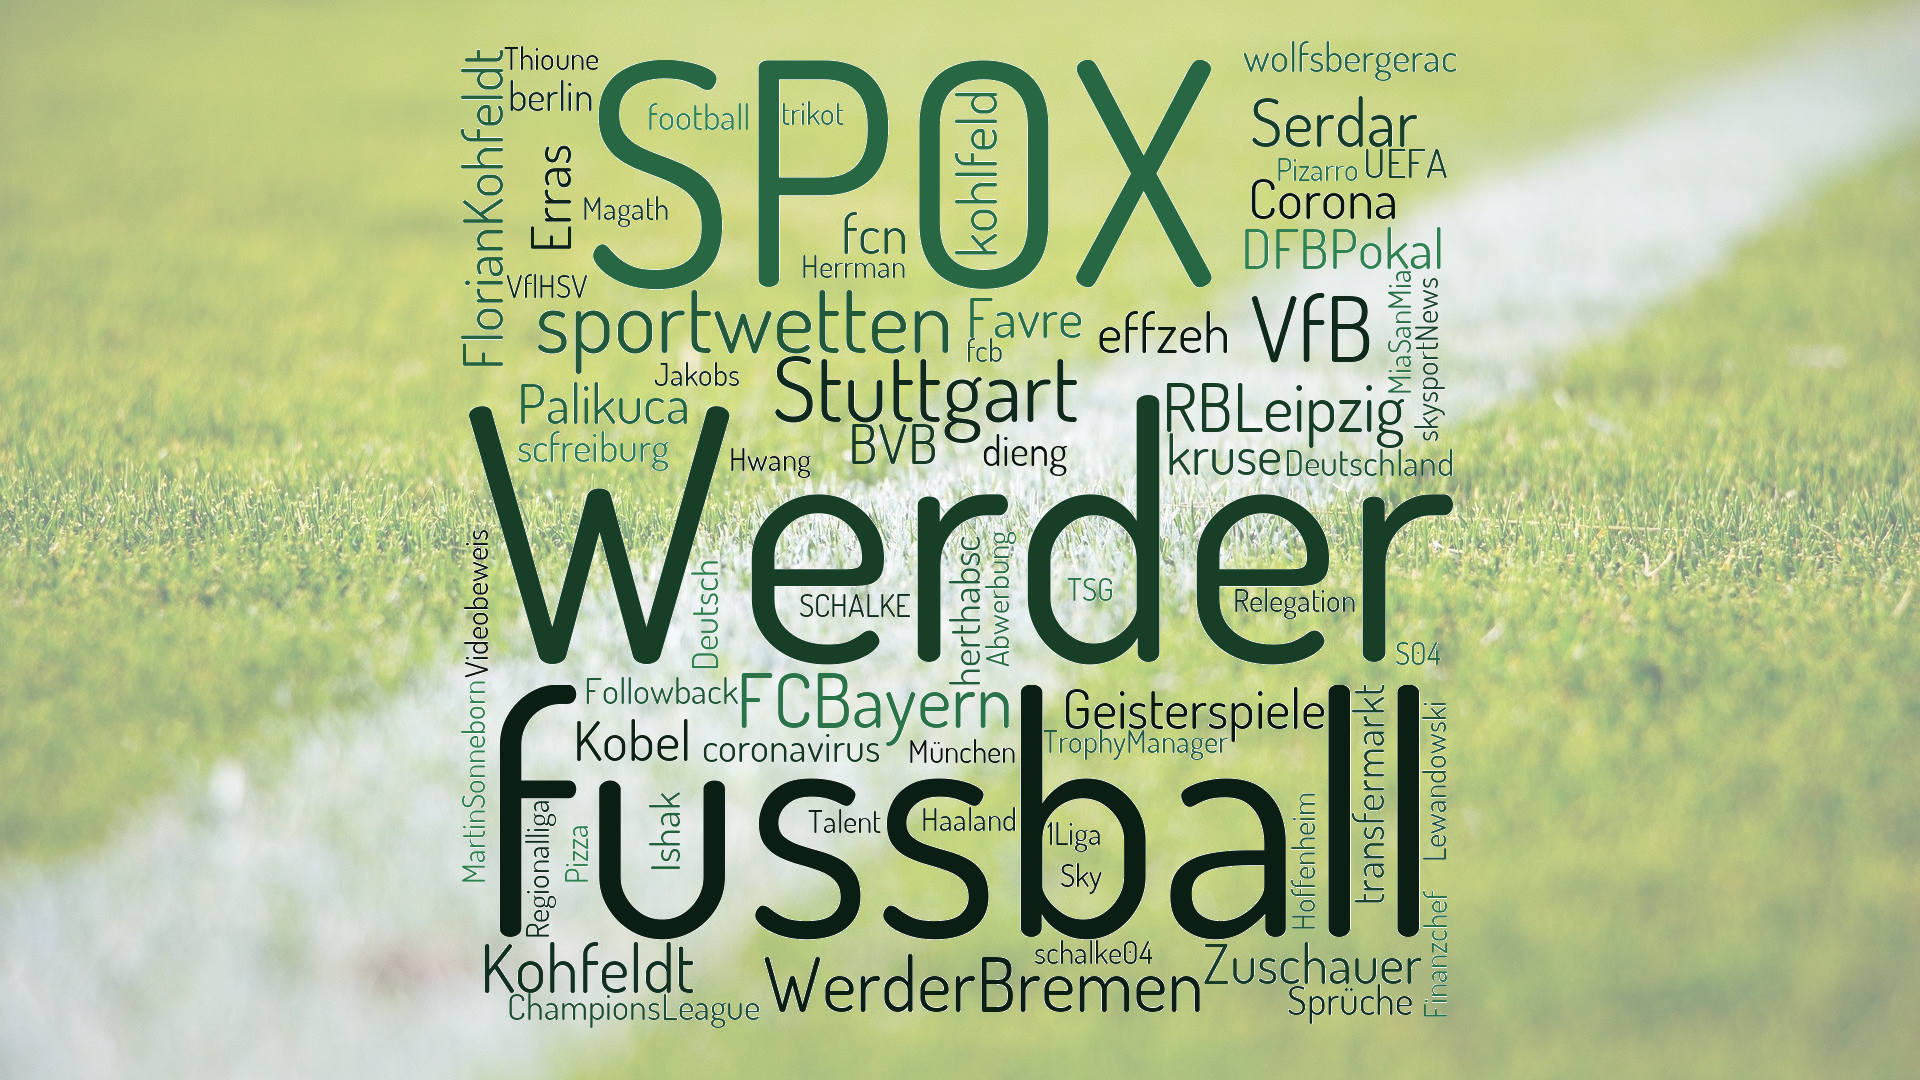 FlorianKohfeldt
Thioune
berlin
SPOX
football
trikot
kohlfeld
wolfsbergerac
Serdar
Pizarro
UEFA
Erras
Magath
fcn
Herrman
Corona
DFBPokal
VflHSV
sportwetten
Favre
fcb
effzeh
VfB
MiaSanMia
skysportNews
Jakobs
Stuttgart
Palikuca
RBLeipzig
scfreiburg
Hwang
BVB
dieng
kruse
Deutschland
Werder
Videobeweis
Deutsch
SCHALKE
herthabsc
Abwerbung
TSG
Relegation
S04
MartinSonneborn
Followback
FCBayern
Geisterspiele
Kobel
coronavirus
München
TrophyManager
transfermarkt
Lewandowski
fussball
Regionalliga
Pizza
Ishak
Talent
Haaland
1Liga
Sky
Hoffenheim
Finanzchef
Kohfeldt
ChampionsLeague
WerderBremen
schalke04
Zuschauer
Sprüche